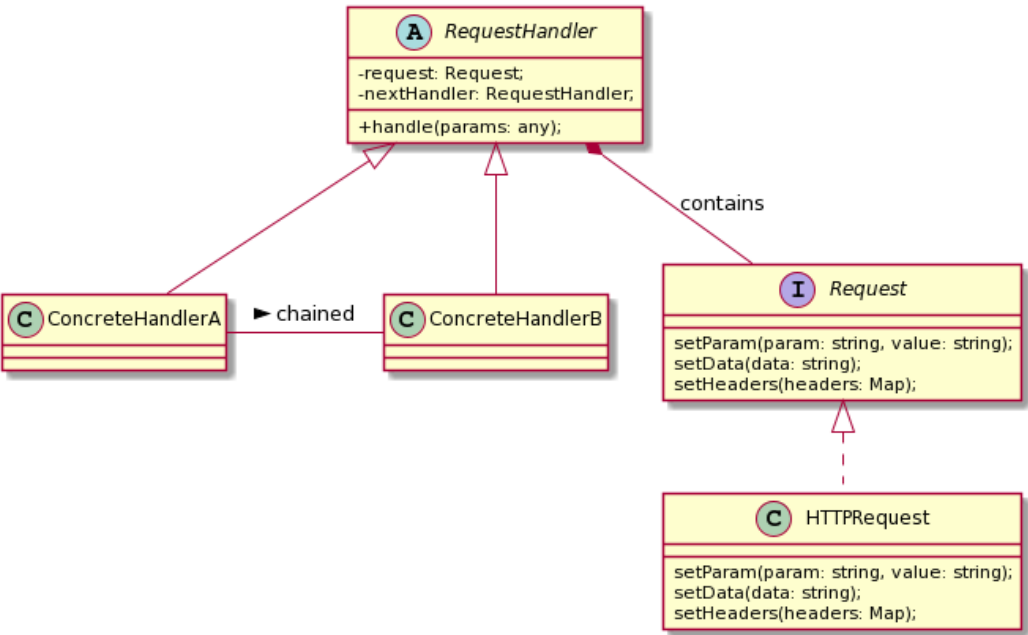 A RequestHandler
-request: Request;
-nextHandler: RequestHandler;
+handle(params: any);
contains
I Request
setParam(param: string, value: string);
setData(data: string);
setHeaders(headers: Map);
C ConcreteHandlerA
► chained
C ConcreteHandlerB
C HTTPRequest
setParam(param: string, value: string);
setData(data: string);
setHeaders(headers: Map);